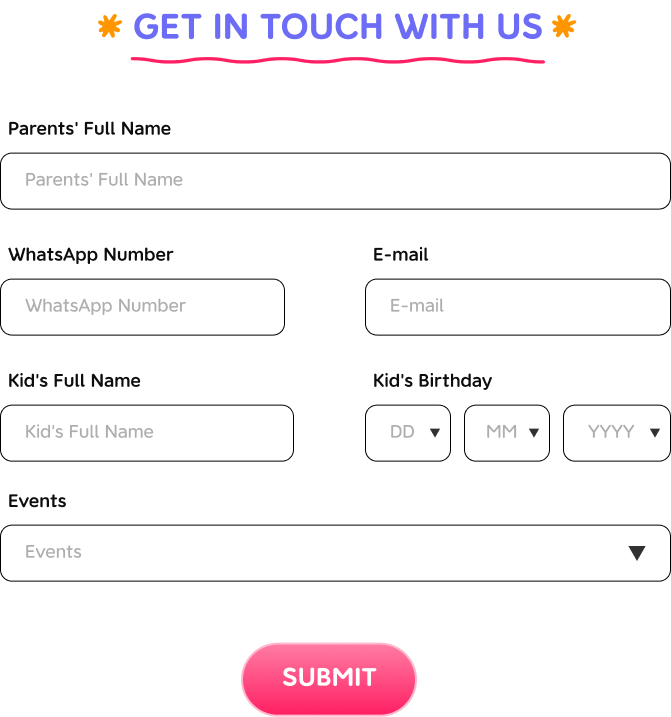 GET IN TOUCH WITH US
Parents' Full Name
Parents' Full Name
WhatsApp Number E-mail
WhatsApp Number E-mail
Kid's Full Name Kid's Birthday
Kid's Full Name DD MM YYYY
Events
Events
SUBMIT